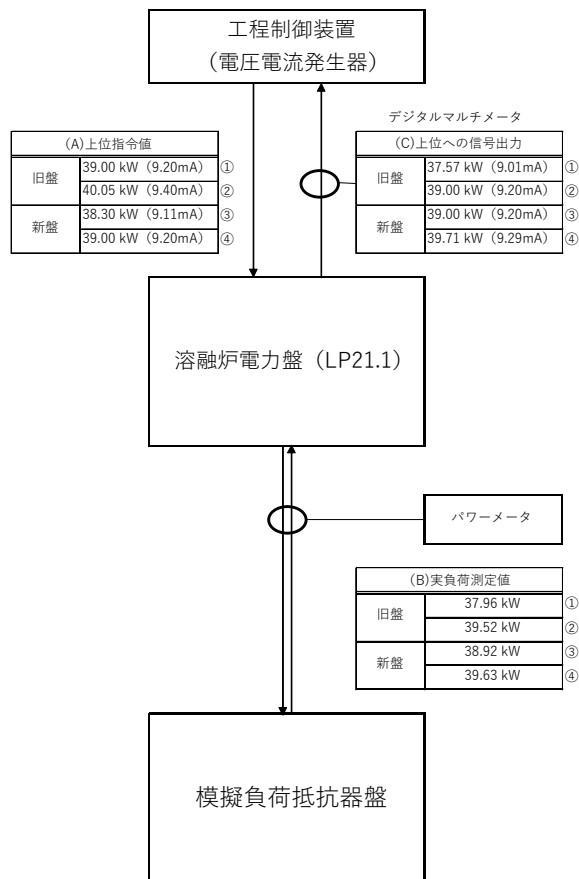 工程制御装置
(電圧電流発生器)
デジタルマルチメータ
(A)上位指令値
旧盤
39.00 kW（9.20mA） ①
40.05 kW（9.40mA） ②
新盤
38.30 kW（9.11mA） ③
39.00 kW（9.20mA） ④
(C)上位への信号出力
旧盤
37.57 kW（9.01mA） ①
39.00 kW（9.20mA） ②
新盤
39.00 kW（9.20mA） ③
39.71 kW（9.29mA） ④
溶融炉電力盤（LP21.1）
パワーメータ
(B)実負荷測定値
旧盤
37.96 kW ①
39.52 kW ②
新盤
38.92 kW ③
39.63 kW ④
模擬負荷抵抗器盤